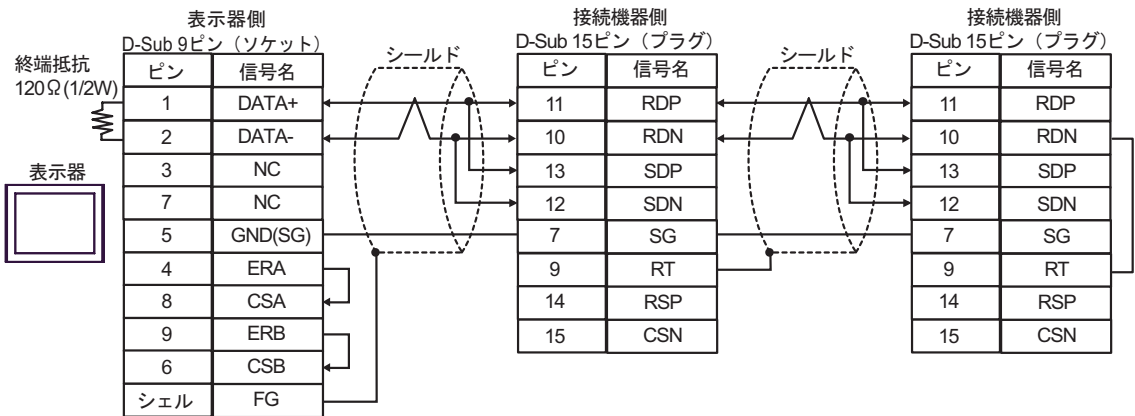 表示器側
D-Sub 9ピン（ソケット）
終端抵抗
120Ω(1/2W)
表示器
ピン 信号名
1 DATA+
2 DATA-
3 NC
7 NC
5 GND(SG)
4 ERA
8 CSA
9 ERB
6 CSB
シェル FG
シールド
接続機器側
D-Sub 15ピン（プラグ）
ピン 信号名
11 RDP
10 RDN
13 SDP
12 SDN
7 SG
9 RT
14 RSP
15 CSN
シールド
接続機器側
D-Sub 15ピン（プラグ）
ピン 信号名
11 RDP
10 RDN
13 SDP
12 SDN
7 SG
9 RT
14 RSP
15 CSN